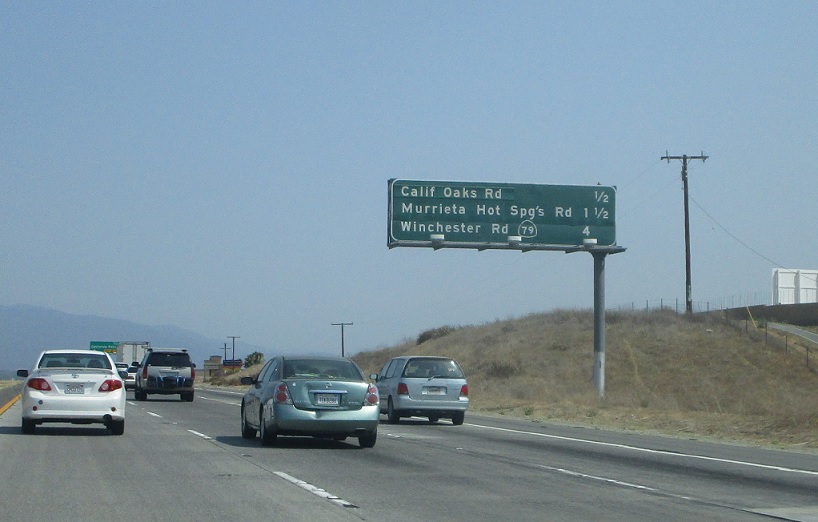 Calif Oaks Rd 1/2
Murrieta Hot Spg's Rd 1 1/2
Winchester Rd 79 4